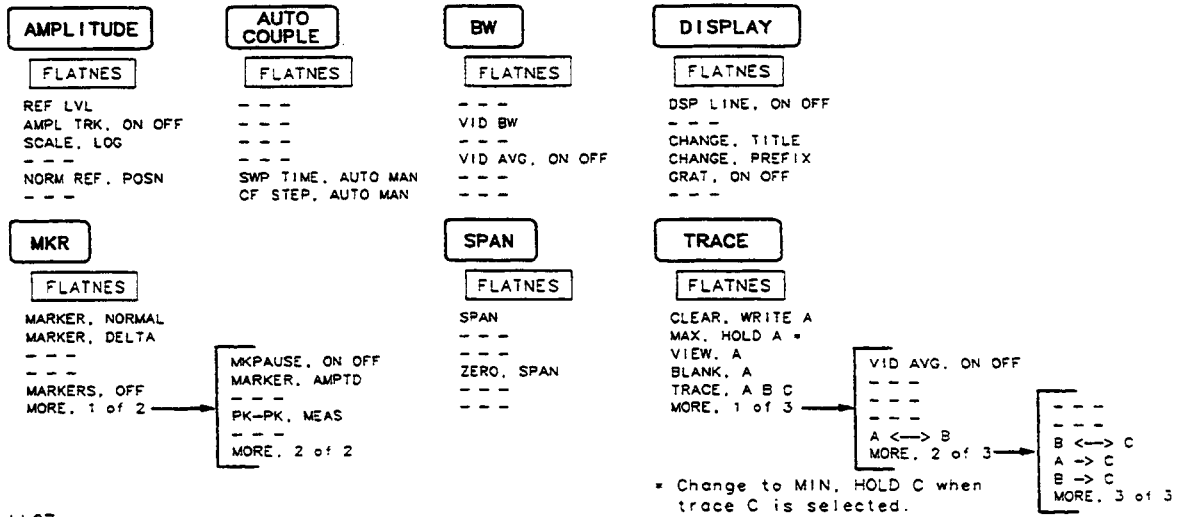 AMPLITUDE
FLATNES
REF LVL
AMPL TRK, ON OFF
SCALE, LOG
- - -
NORM REF, POSN
- - -
AUTO
COUPLE
FLATNES
- - -
- - -
- - -
- - -
SWP TIME, AUTO MAN
CF STEP, AUTO MAN
BW
FLATNES
- - -
VID BW
- - -
VID AVG, ON OFF
- - -
- - -
DISPLAY
FLATNES
DSP LINE, ON OFF
- - -
CHANGE, TITLE
CHANGE, PREFIX
GRAT, ON OFF
- - -
MKR
FLATNES
MARKER, NORMAL
MARKER, DELTA
- - -
- - -
MARKERS, OFF
MORE, 1 of 2
MKPAUSE, ON OFF
MARKER, AMPTD
- - -
PK-PK, MEAS
- - -
MORE, 2 of 2
SPAN
FLATNES
SPAN
- - -
- - -
ZERO, SPAN
- - -
- - -
TRACE
FLATNES
CLEAR, WRITE A
MAX, HOLD A *
VIEW, A
BLANK, A
TRACE, A B C
MORE, 1 of 3
VID AVG, ON OFF
- - -
- - -
- - -
A <--> B
MORE, 2 of 3
- - -
- - -
B <--> C
A -> C
B -> C
MORE, 3 of 3
* Change to MIN, HOLD C when
trace C is selected.